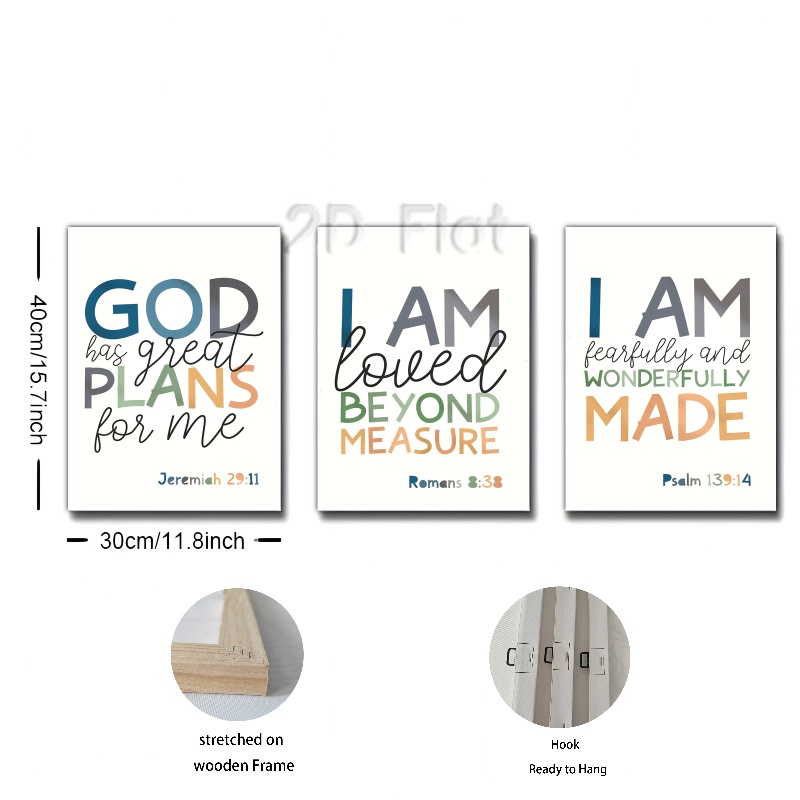 2D Flat
GOD
has great
PLANS
for me
Jeremiah 29:11
I AM
loved
BEYOND
MEASURE
Romans 8:38
I AM
fearfully and
WONDERFULLY
MADE
Psalm 139:14
40cm/15.7inch
30cm/11.8inch
stretched on
wooden Frame
Hook
Ready to Hang